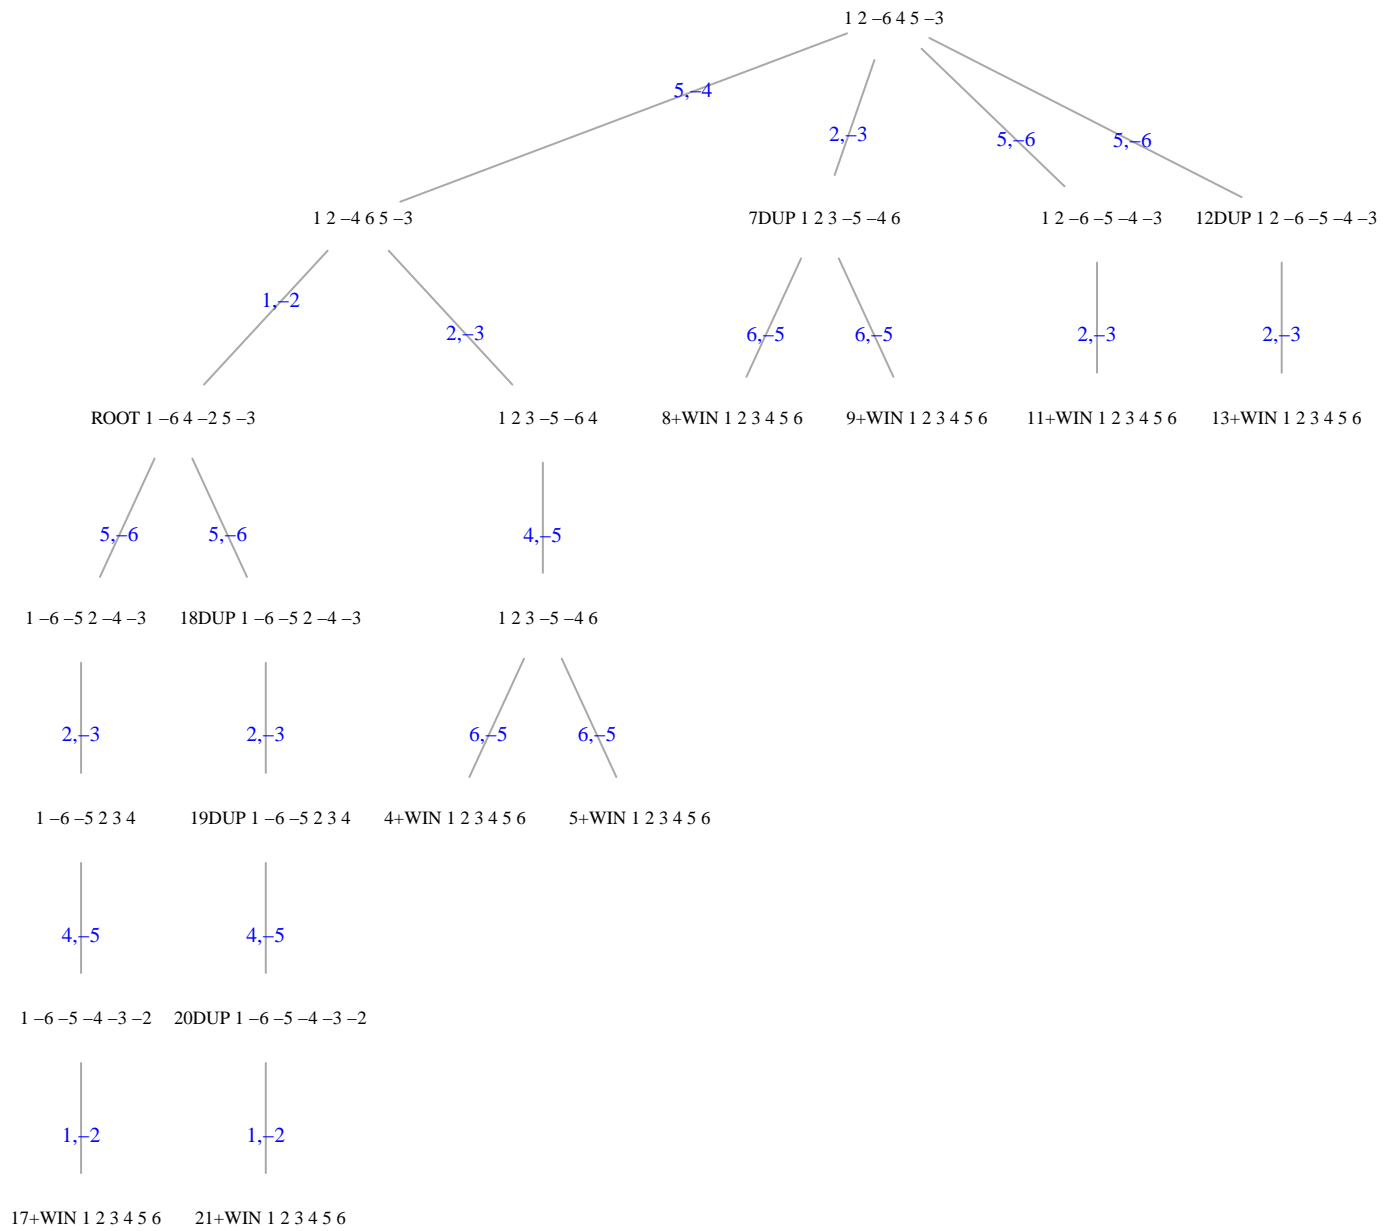 1 2 −6 4 5 −3
5,−4
2,−3
5,−6
5,−6
1 2 −4 6 5 −3
7DUP 1 2 3 −5 −4 6
1 2 −6 −5 −4 −3
12DUP 1 2 −6 −5 −4 −3
1,−2
2,−3
6,−5
6,−5
2,−3
2,−3
ROOT 1 −6 4 −2 5 −3
1 2 3 −5 −6 4
8+WIN 1 2 3 4 5 6
9+WIN 1 2 3 4 5 6
11+WIN 1 2 3 4 5 6
13+WIN 1 2 3 4 5 6
5,−6
5,−6
4,−5
1 −6 −5 2 −4 −3
18DUP 1 −6 −5 2 −4 −3
1 2 3 −5 −4 6
2,−3
2,−3
6,−5
6,−5
1 −6 −5 2 3 4
19DUP 1 −6 −5 2 3 4
4+WIN 1 2 3 4 5 6
5+WIN 1 2 3 4 5 6
4,−5
4,−5
1 −6 −5 −4 −3 −2
20DUP 1 −6 −5 −4 −3 −2
1,−2
1,−2
17+WIN 1 2 3 4 5 6
21+WIN 1 2 3 4 5 6